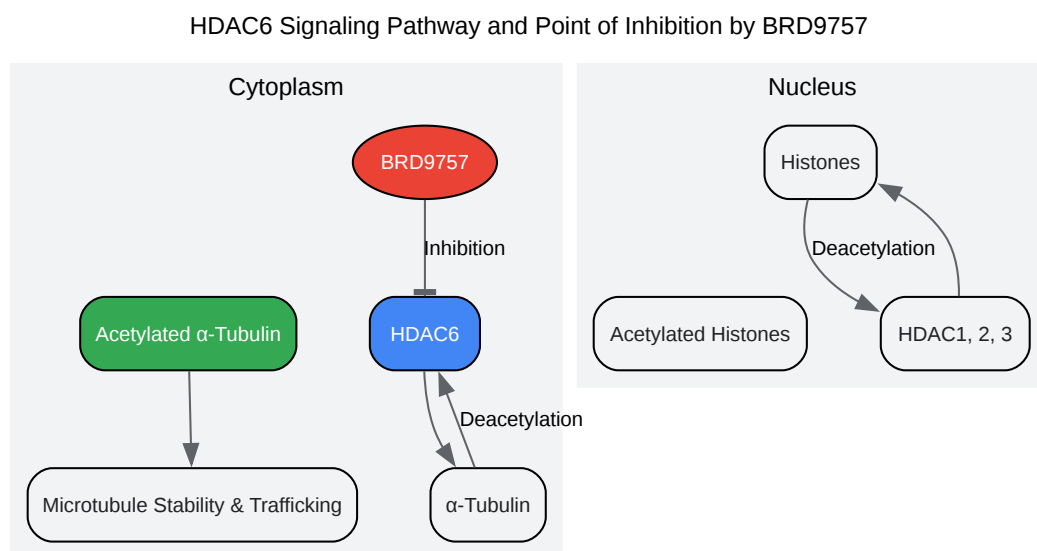 HDAC6 Signaling Pathway and Point of Inhibition by BRD9757
Cytoplasm
BRD9757
Inhibition
Acetylated α-Tubulin
HDAC6
Deacetylation
Microtubule Stability & Trafficking
α-Tubulin
Nucleus
Histones
Deacetylation
Acetylated Histones
HDAC1, 2, 3